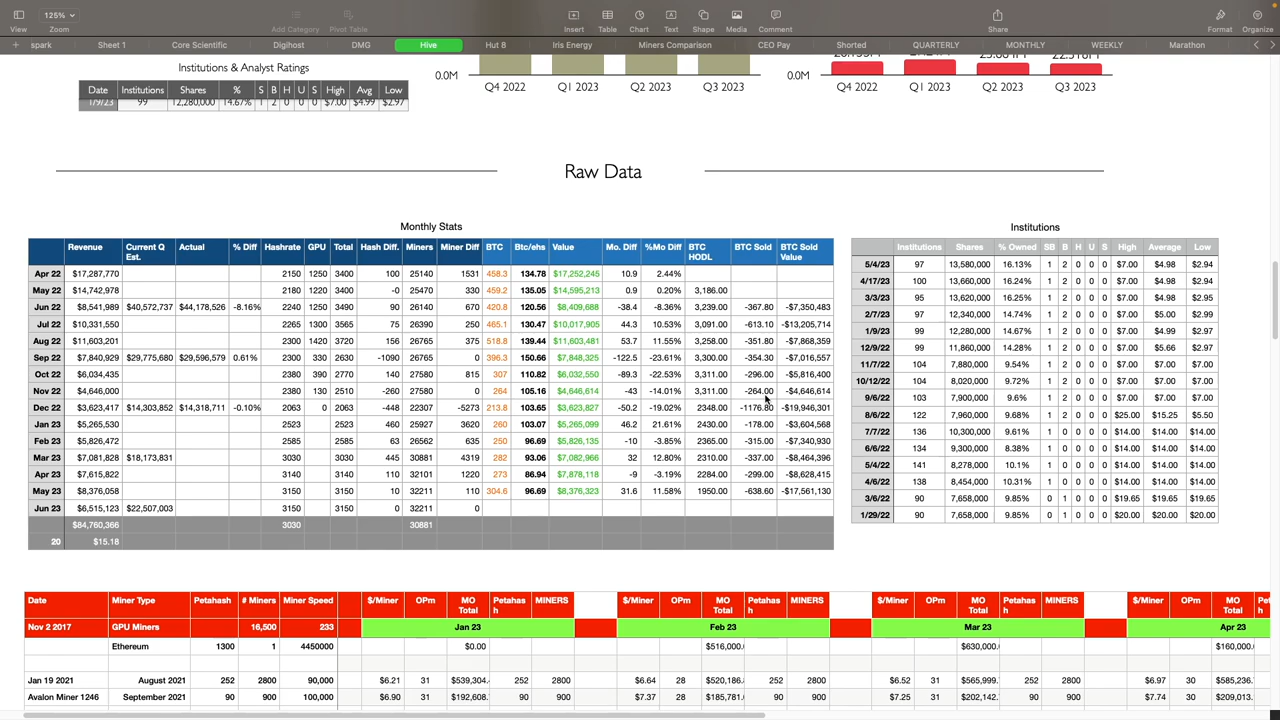 125%
View Zoom Add Category Pivot Table Insert Table Chart Text Shape Media Comment Share Format Organize
spark Sheet 1 Core Scientific Digihost DMG Hive Hut 8 Iris Energy Miners Comparison CEO Pay Shorted QUARTERLY MONTHLY WEEKLY Marathon
Institutions & Analyst Ratings
0.0M 0.0M
Q4 2022 Q1 2023 Q2 2023 Q3 2023 Q4 2022 Q1 2023 Q2 2023 Q3 2023
Date Institutions Shares % S B H U S High Avg Low
1/9/23 99 12,280,000 14.67% 1 2 0 0 0 $7.00 $4.99 $2.97
Raw Data
Monthly Stats
Revenue Current Q Est. Actual % Diff Hashrate GPU Total Hash Diff. Miners Miner Diff BTC Btc/ehs Value Mo. Diff %Mo Diff BTC HODL BTC Sold BTC Sold Value
Apr 22 $17,287,770 2150 1250 3400 100 25140 1531 458.3 134.78 $17,252,245 10.9 2.44%
May 22 $14,742,978 2180 1220 3400 -0 25470 330 459.2 135.05 $14,595,213 0.9 0.20% 3,186.00
Jun 22 $8,541,989 $40,572,737 $44,178,526 -8.16% 2240 1250 3490 90 26140 670 420.8 120.56 $8,409,688 -38.4 -8.36% 3,239.00 -367.80 -$7,350,483
Jul 22 $10,331,550 2265 1300 3565 75 26390 250 465.1 130.47 $10,017,905 44.3 10.53% 3,091.00 -613.10 -$13,205,714
Aug 22 $11,603,201 2300 1420 3720 156 26765 375 518.8 139.44 $11,603,481 53.7 11.55% 3,258.00 -351.80 -$7,868,359
Sep 22 $7,840,929 $29,775,680 $29,596,579 0.61% 2300 330 2630 -1090 26765 0 396.3 150.66 $7,848,325 -122.5 -23.61% 3,300.00 -354.30 -$7,016,557
Oct 22 $6,034,435 2380 390 2770 140 27580 815 307 110.82 $6,032,550 -89.3 -22.53% 3,311.00 -296.00 -$5,816,400
Nov 22 $4,646,000 2380 130 2510 -260 27580 0 264 105.16 $4,646,614 -43 -14.01% 3,311.00 -264.00 -$4,646,614
Dec 22 $3,623,417 $14,303,852 $14,318,711 -0.10% 2063 0 2063 -448 22307 -5273 213.8 103.65 $3,623,827 -50.2 -19.02% 2348.00 -1176.80 -$19,946,301
Jan 23 $5,265,530 2523 2523 460 25927 3620 260 103.07 $5,265,099 46.2 21.61% 2430.00 -178.00 -$3,604,568
Feb 23 $5,826,472 2585 2585 63 26562 635 250 96.69 $5,826,135 -10 -3.85% 2365.00 -315.00 -$7,340,930
Mar 23 $7,081,828 $18,173,831 3030 3030 445 30881 4319 282 93.06 $7,082,966 32 12.80% 2310.00 -337.00 -$8,464,396
Apr 23 $7,615,822 3140 3140 110 32101 1220 273 86.94 $7,878,118 -9 -3.19% 2284.00 -299.00 -$8,628,415
May 23 $8,376,058 3150 3150 10 32211 110 304.6 96.69 $8,376,323 31.6 11.58% 1950.00 -638.60 -$17,561,130
Jun 23 $6,515,123 $22,507,003 3150 3150 0 32211 0
$84,760,366 3030 30881
20 $15.18
Institutions
Institutions Shares % Owned SB B H U S High Average Low
5/4/23 97 13,580,000 16.13% 1 2 0 0 0 $7.00 $4.98 $2.94
4/17/23 100 13,660,000 16.24% 1 2 0 0 0 $7.00 $4.98 $2.94
3/3/23 95 13,620,000 16.25% 1 2 0 0 0 $7.00 $4.98 $2.95
2/7/23 97 12,340,000 14.74% 1 2 0 0 0 $7.00 $5.00 $2.99
1/9/23 99 12,280,000 14.67% 1 2 0 0 0 $7.00 $4.99 $2.97
12/9/22 99 11,860,000 14.28% 1 2 0 0 0 $7.00 $5.66 $2.98
11/7/22 104 7,880,000 9.54% 1 2 0 0 0 $7.00 $7.00 $7.00
10/12/22 104 8,020,000 9.72% 1 2 0 0 0 $7.00 $7.00 $7.00
9/6/22 103 7,900,000 9.6% 1 2 0 0 0 $7.00 $7.00 $7.00
8/6/22 122 7,960,000 9.68% 1 2 0 0 0 $25.00 $15.25 $5.50
7/7/22 136 10,300,000 9.61% 1 2 0 0 0 $14.00 $14.00 $14.00
6/6/22 134 9,300,000 8.38% 1 2 0 0 0 $14.00 $14.00 $14.00
5/4/22 141 8,278,000 10.1% 1 2 0 0 0 $14.00 $14.00 $14.00
4/6/22 138 8,454,000 10.31% 1 2 0 0 0 $14.00 $14.00 $14.00
3/6/22 90 7,658,000 9.85% 0 1 0 0 0 $19.65 $19.65 $19.65
1/29/22 90 7,658,000 9.85% 0 1 0 0 0 $20.00 $20.00 $20.00
Date Miner Type Petahash # Miners Miner Speed $/Miner OPm MO Total Petahas h MINERS $/Miner OPm MO Total Petahas h MINERS $/Miner OPm MO Total Petahas h MINERS $/Miner OPm MO Total
Nov 2 2017 GPU Miners 16,500 233 Jan 23 Feb 23 Mar 23 Apr 23
Ethereum 1300 1 4450000 $0.00 $516,000. $630,000. $160,000.
Jan 19 2021 August 2021 252 2800 90,000 $6.21 31 $539,304. 252 2800 $6.64 28 $520,186. 252 2800 $6.52 31 $565,999. 252 2800 $6.97 30 $585,236.
Avalon Miner 1246 September 2021 90 900 100,000 $6.90 31 $192,608. 90 900 $7.37 28 $185,781. 90 900 $7.25 31 $202,142. 90 900 $7.74 30 $209,013.